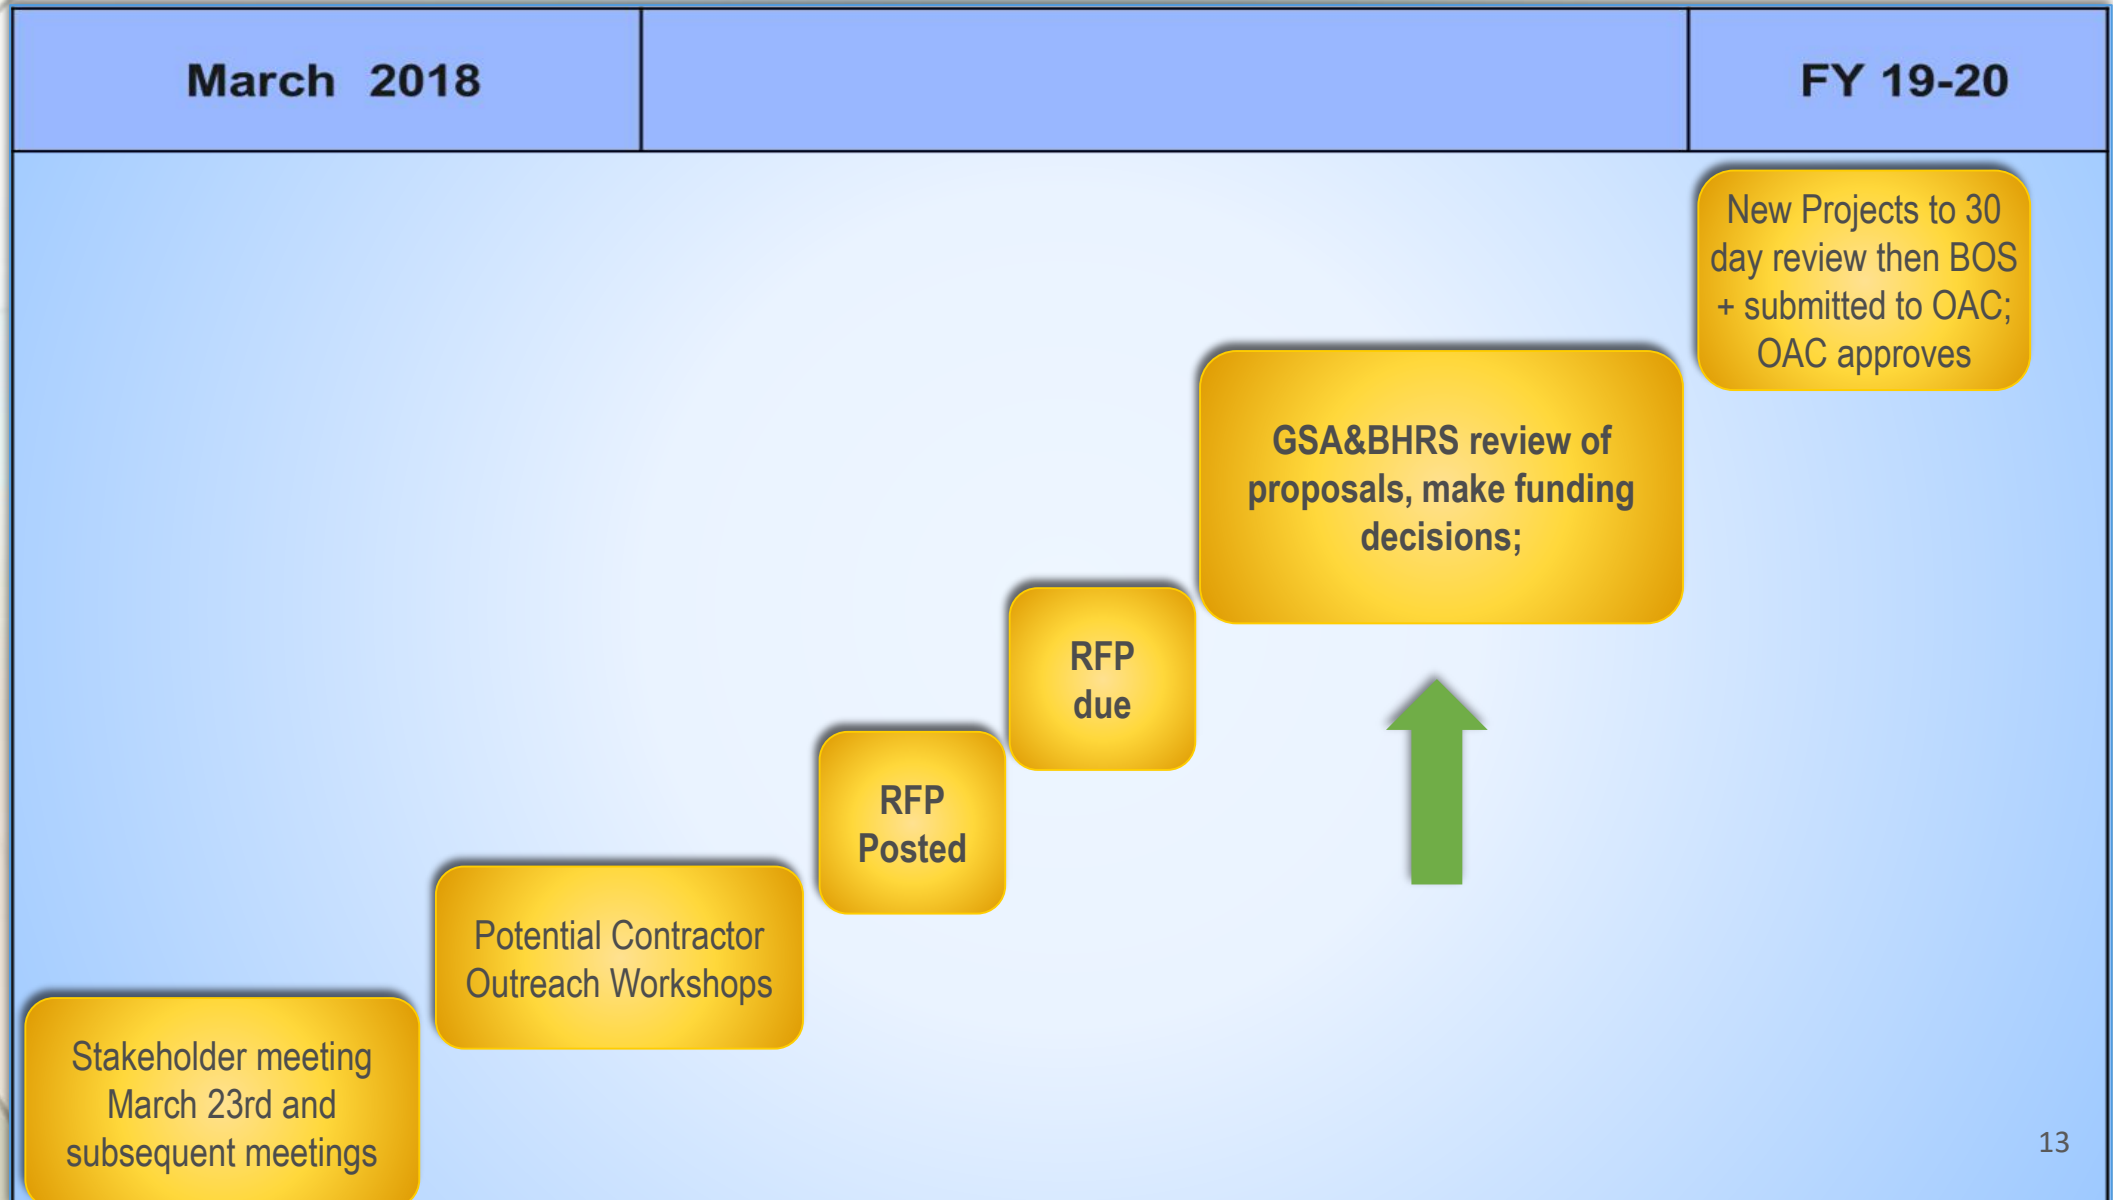 March 2018
FY 19-20
New Projects to 30
day review then BOS
+ submitted to OAC;
OAC approves
GSA&BHRS review of
proposals, make funding
decisions;
RFP
due
RFP
Posted
Potential Contractor
Outreach Workshops
Stakeholder meeting
March 23rd and
subsequent meetings
13